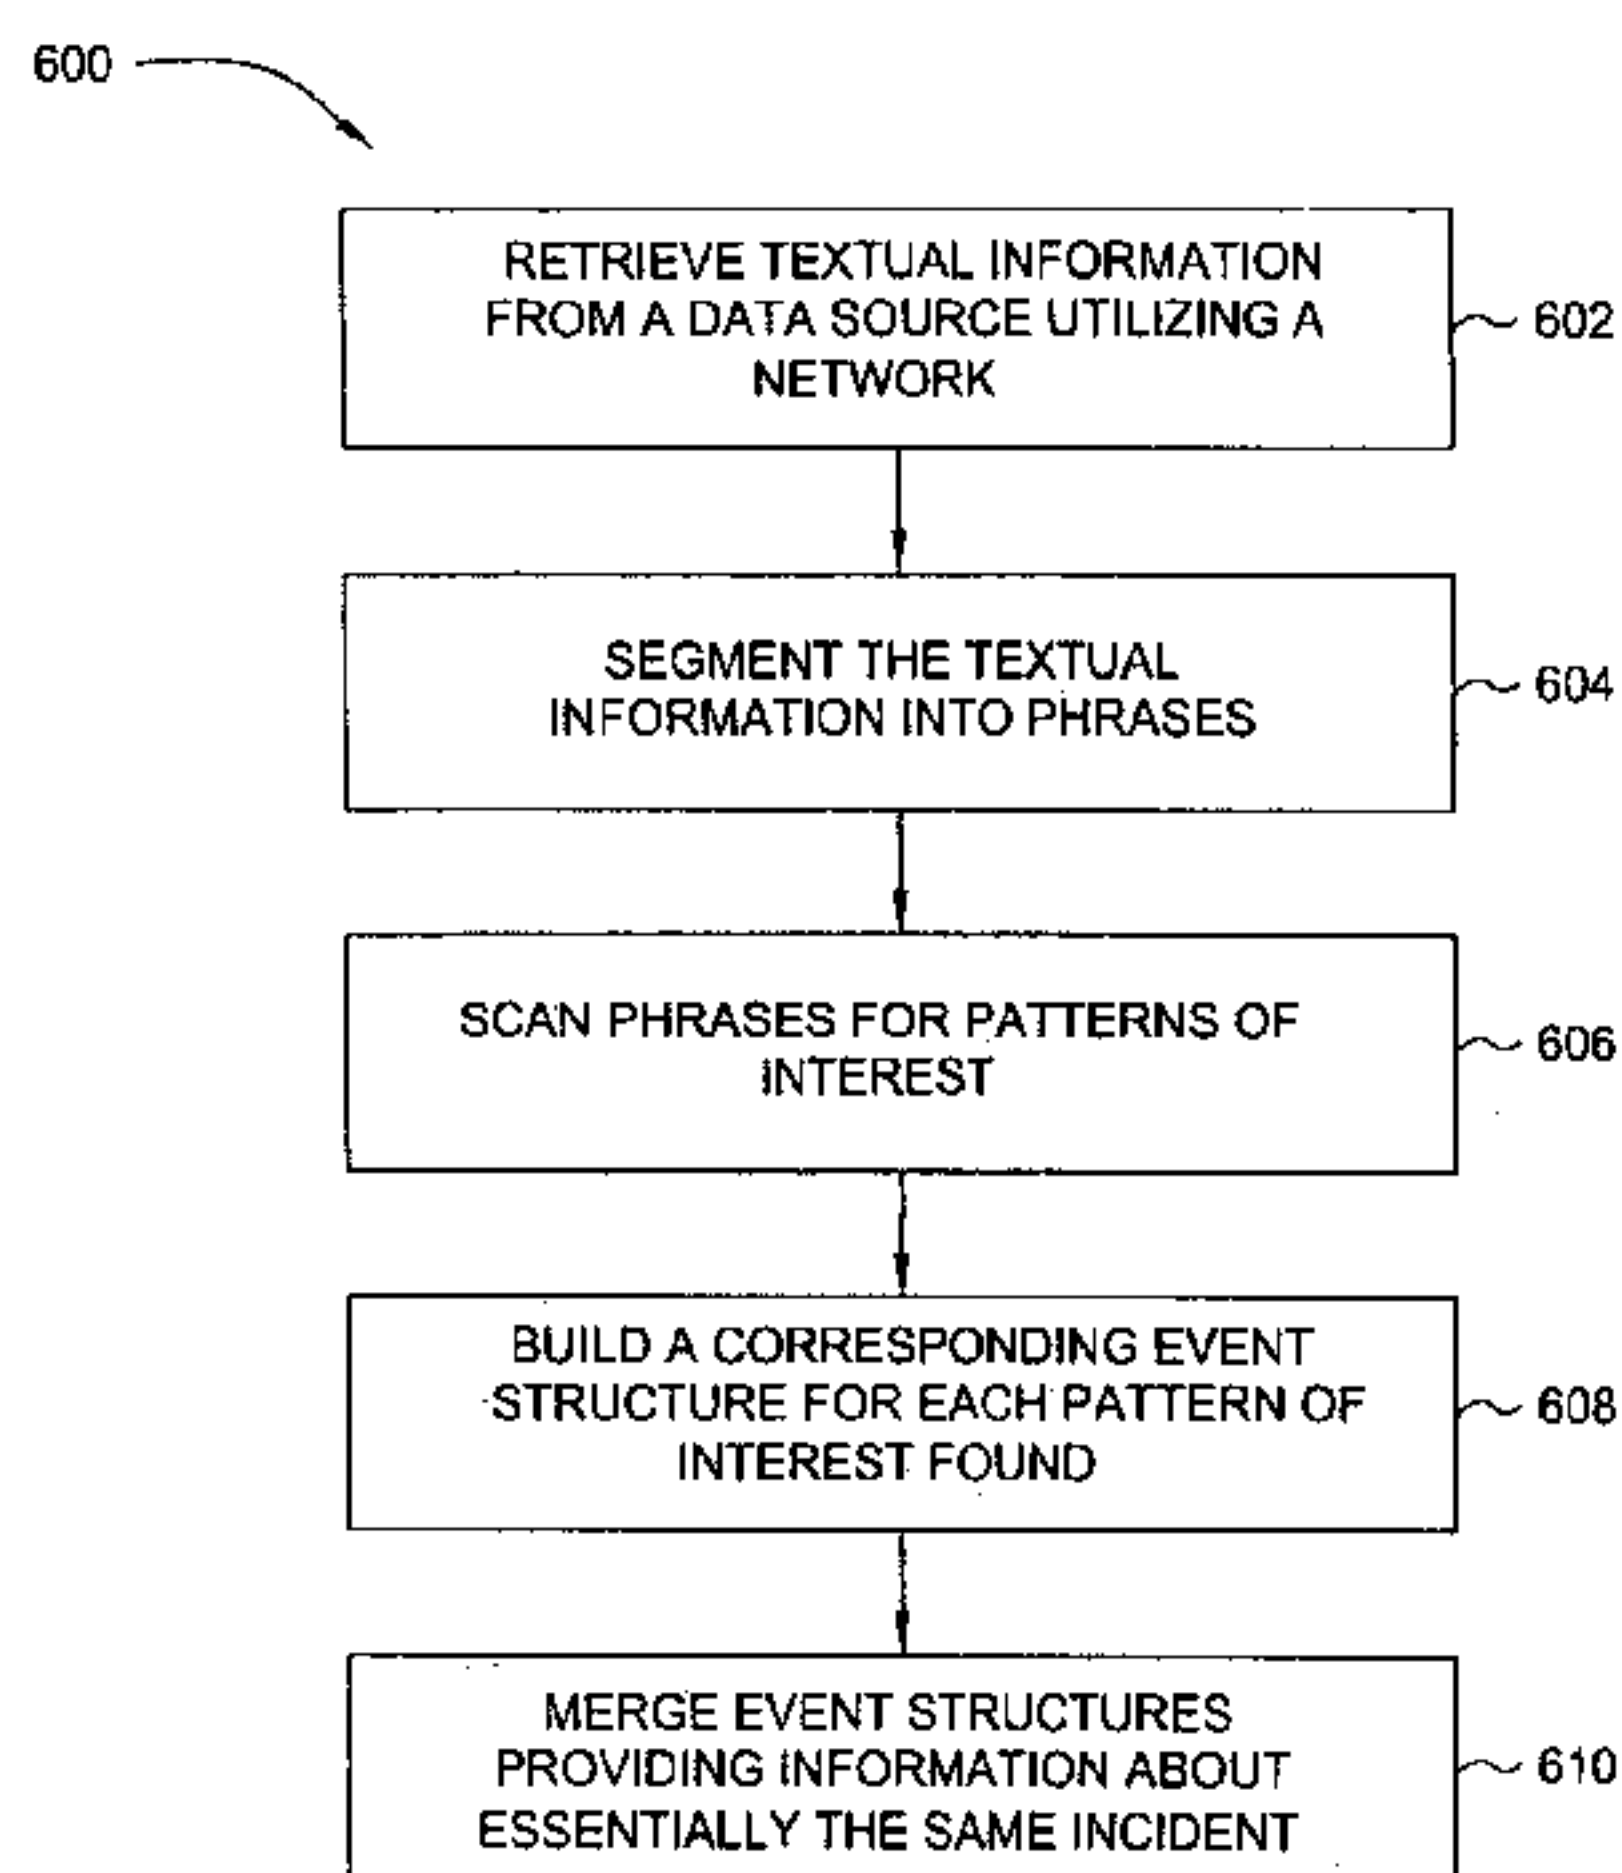 600
RETRIEVE TEXTUAL INFORMATION
FROM A DATA SOURCE UTILIZING A
NETWORK
602
SEGMENT THE TEXTUAL
INFORMATION INTO PHRASES
604
SCAN PHRASES FOR PATTERNS OF
INTEREST
606
BUILD A CORRESPONDING EVENT
STRUCTURE FOR EACH PATTERN OF
INTEREST FOUND
608
MERGE EVENT STRUCTURES
PROVIDING INFORMATION ABOUT
ESSENTIALLY THE SAME INCIDENT
610